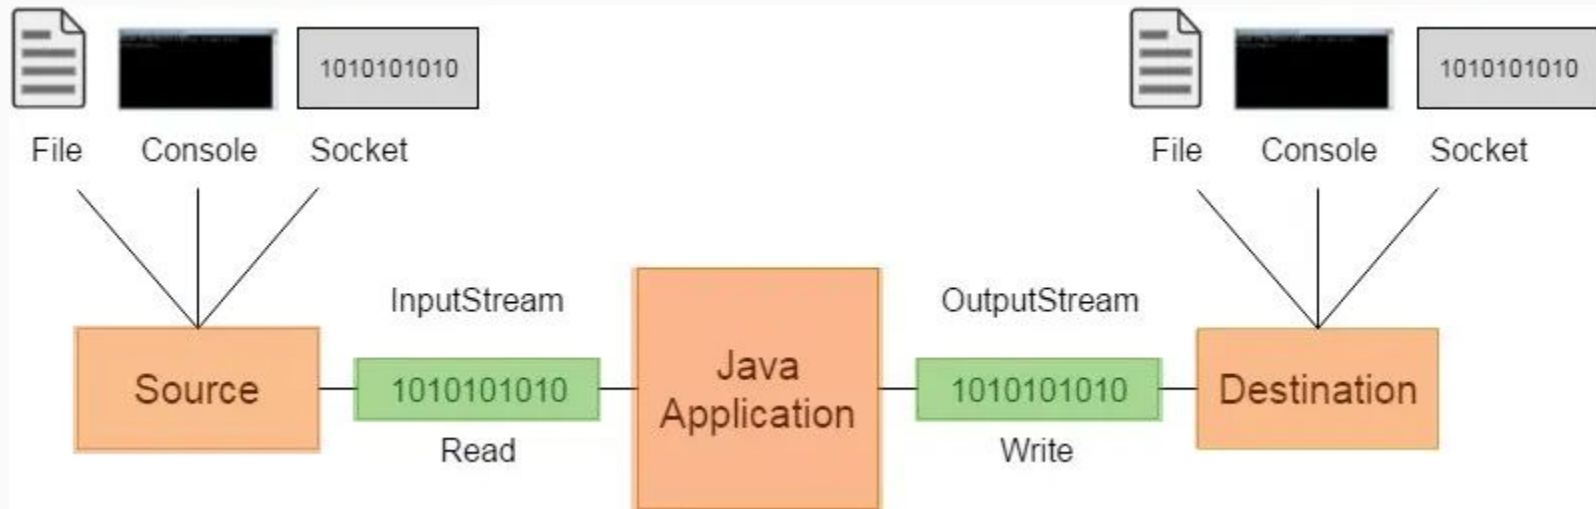 1010101010
1010101010
File Console Socket
File Console Socket
InputStream
OutputStream
Source
1010101010
Java
Application
1010101010
Destination
Read
Write